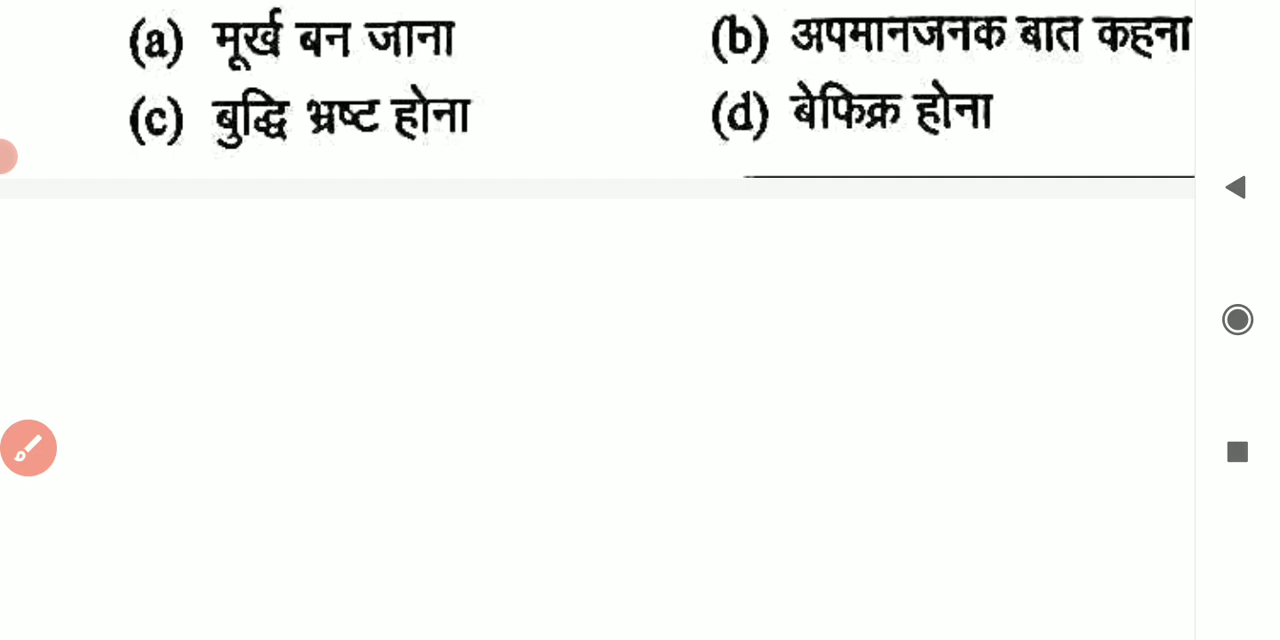 (a) मूर्ख बन जाना (b) अपमानजनक बात कहना
(c) बुद्धि भ्रष्ट होना (d) बेफिक्र होना